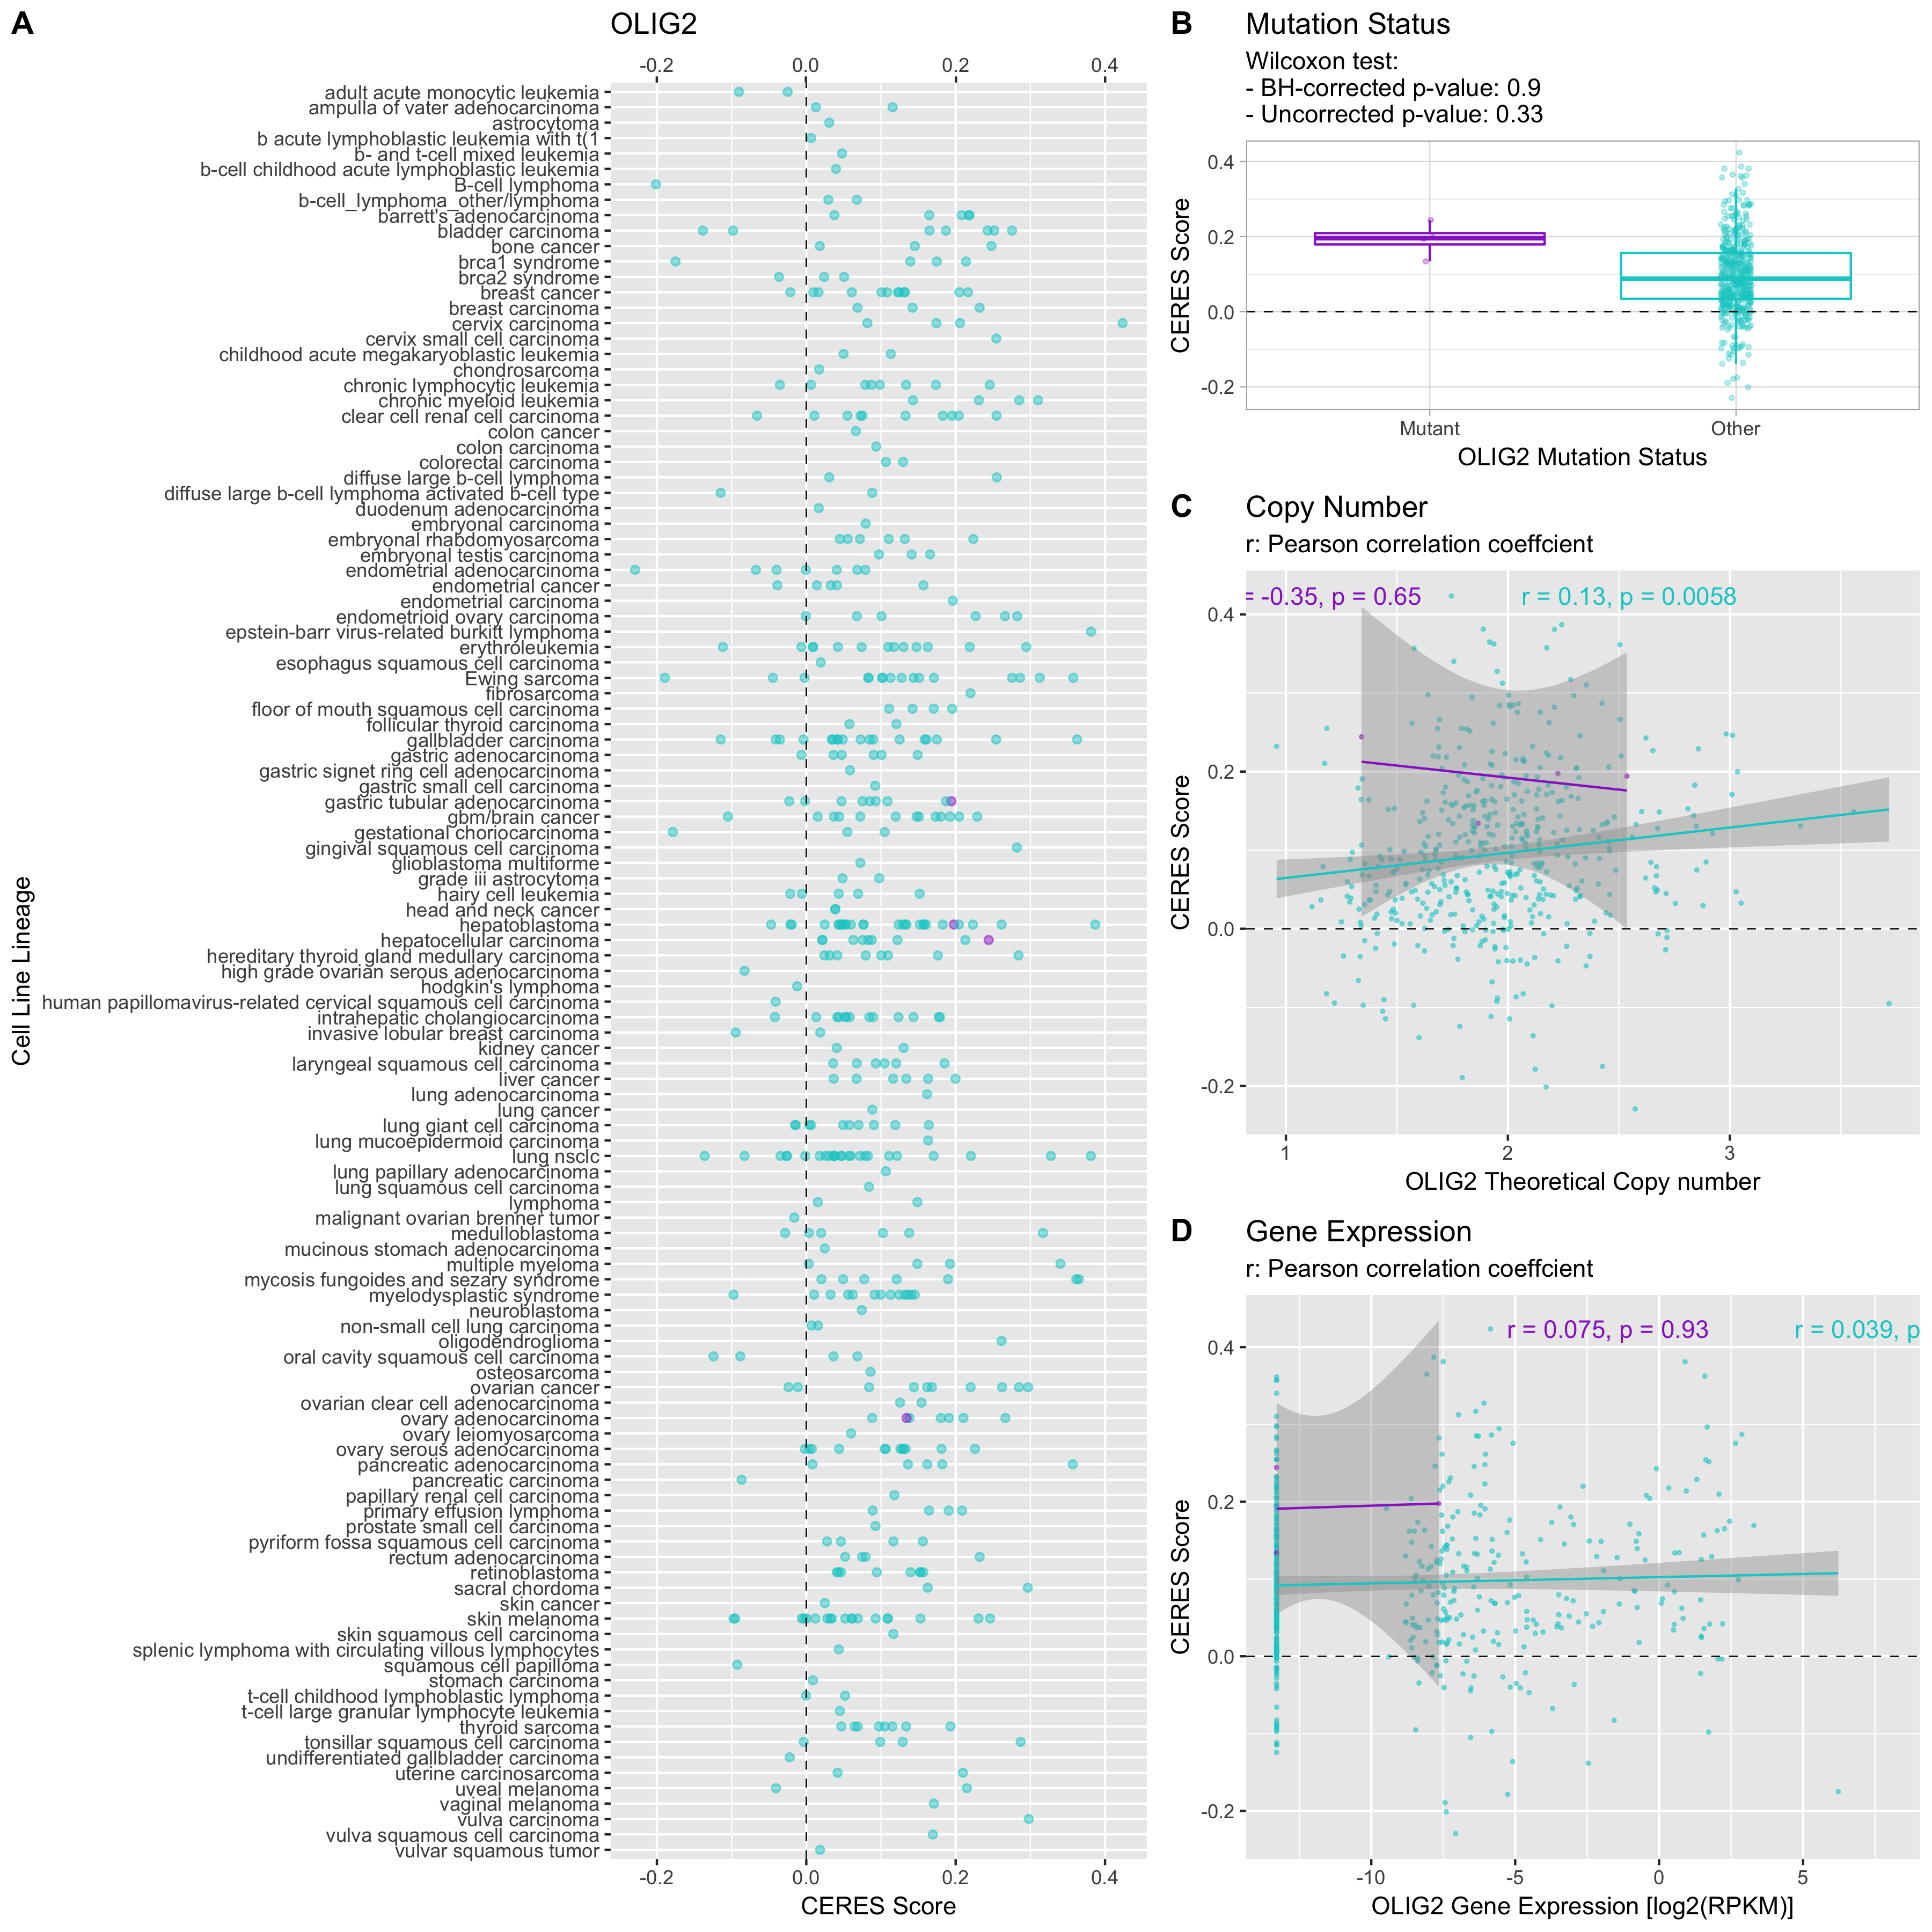 A
OLIG2
-0.2 0.0 0.2 0.4
Cell Line Lineage
adult acute monocytic leukemia
ampulla of vater adenocarcinoma
astrocytoma
b acute lymphoblastic leukemia with t(1
b- and t-cell mixed leukemia
b-cell childhood acute lymphoblastic leukemia
B-cell lymphoma
b-cell_lymphoma_other/lymphoma
barrett's adenocarcinoma
bladder carcinoma
bone cancer
brca1 syndrome
brca2 syndrome
breast cancer
breast carcinoma
cervix carcinoma
cervix small cell carcinoma
childhood acute megakaryoblastic leukemia
chondrosarcoma
chronic lymphocytic leukemia
chronic myeloid leukemia
clear cell renal cell carcinoma
colon cancer
colon carcinoma
colorectal carcinoma
diffuse large b-cell lymphoma
diffuse large b-cell lymphoma activated b-cell type
duodenum adenocarcinoma
embryonal carcinoma
embryonal rhabdomyosarcoma
embryonal testis carcinoma
endometrial adenocarcinoma
endometrial cancer
endometrial carcinoma
endometrioid ovary carcinoma
epstein-barr virus-related burkitt lymphoma
erythroleukemia
esophagus squamous cell carcinoma
Ewing sarcoma
fibrosarcoma
floor of mouth squamous cell carcinoma
follicular thyroid carcinoma
gallbladder carcinoma
gastric adenocarcinoma
gastric signet ring cell adenocarcinoma
gastric small cell carcinoma
gastric tubular adenocarcinoma
gbm/brain cancer
gestational choriocarcinoma
gingival squamous cell carcinoma
glioblastoma multiforme
grade iii astrocytoma
hairy cell leukemia
head and neck cancer
hepatoblastoma
hepatocellular carcinoma
hereditary thyroid gland medullary carcinoma
high grade ovarian serous adenocarcinoma
hodgkin's lymphoma
human papillomavirus-related cervical squamous cell carcinoma
intrahepatic cholangiocarcinoma
invasive lobular breast carcinoma
kidney cancer
laryngeal squamous cell carcinoma
liver cancer
lung adenocarcinoma
lung cancer
lung giant cell carcinoma
lung mucoepidermoid carcinoma
lung nsclc
lung papillary adenocarcinoma
lung squamous cell carcinoma
lymphoma
malignant ovarian brenner tumor
medulloblastoma
mucinous stomach adenocarcinoma
multiple myeloma
mycosis fungoides and sezary syndrome
myelodysplastic syndrome
neuroblastoma
non-small cell lung carcinoma
oligodendroglioma
oral cavity squamous cell carcinoma
osteosarcoma
ovarian cancer
ovarian clear cell adenocarcinoma
ovary adenocarcinoma
ovary leiomyosarcoma
ovary serous adenocarcinoma
pancreatic adenocarcinoma
pancreatic carcinoma
papillary renal cell carcinoma
primary effusion lymphoma
prostate small cell carcinoma
pyriform fossa squamous cell carcinoma
rectum adenocarcinoma
retinoblastoma
sacral chordoma
skin cancer
skin melanoma
skin squamous cell carcinoma
splenic lymphoma with circulating villous lymphocytes
squamous cell papilloma
stomach carcinoma
t-cell childhood lymphoblastic lymphoma
t-cell large granular lymphocyte leukemia
thyroid sarcoma
tonsillar squamous cell carcinoma
undifferentiated gallbladder carcinoma
uterine carcinosarcoma
uveal melanoma
vaginal melanoma
vulva carcinoma
vulva squamous cell carcinoma
vulvar squamous tumor
-0.2 0.0 0.2 0.4
CERES Score
B
Mutation Status
Wilcoxon test:
- BH-corrected p-value: 0.9
- Uncorrected p-value: 0.33
CERES Score
0.4
0.2
0.0
-0.2
Mutant Other
OLIG2 Mutation Status
C
Copy Number
r: Pearson correlation coeffcient
= -0.35, p = 0.65 r = 0.13, p = 0.0058
CERES Score
0.4
0.2
0.0
-0.2
1 2 3
OLIG2 Theoretical Copy number
D
Gene Expression
r: Pearson correlation coeffcient
r = 0.075, p = 0.93 r = 0.039, p
CERES Score
0.4
0.2
0.0
-0.2
-10 -5 0 5
OLIG2 Gene Expression [log2(RPKM)]